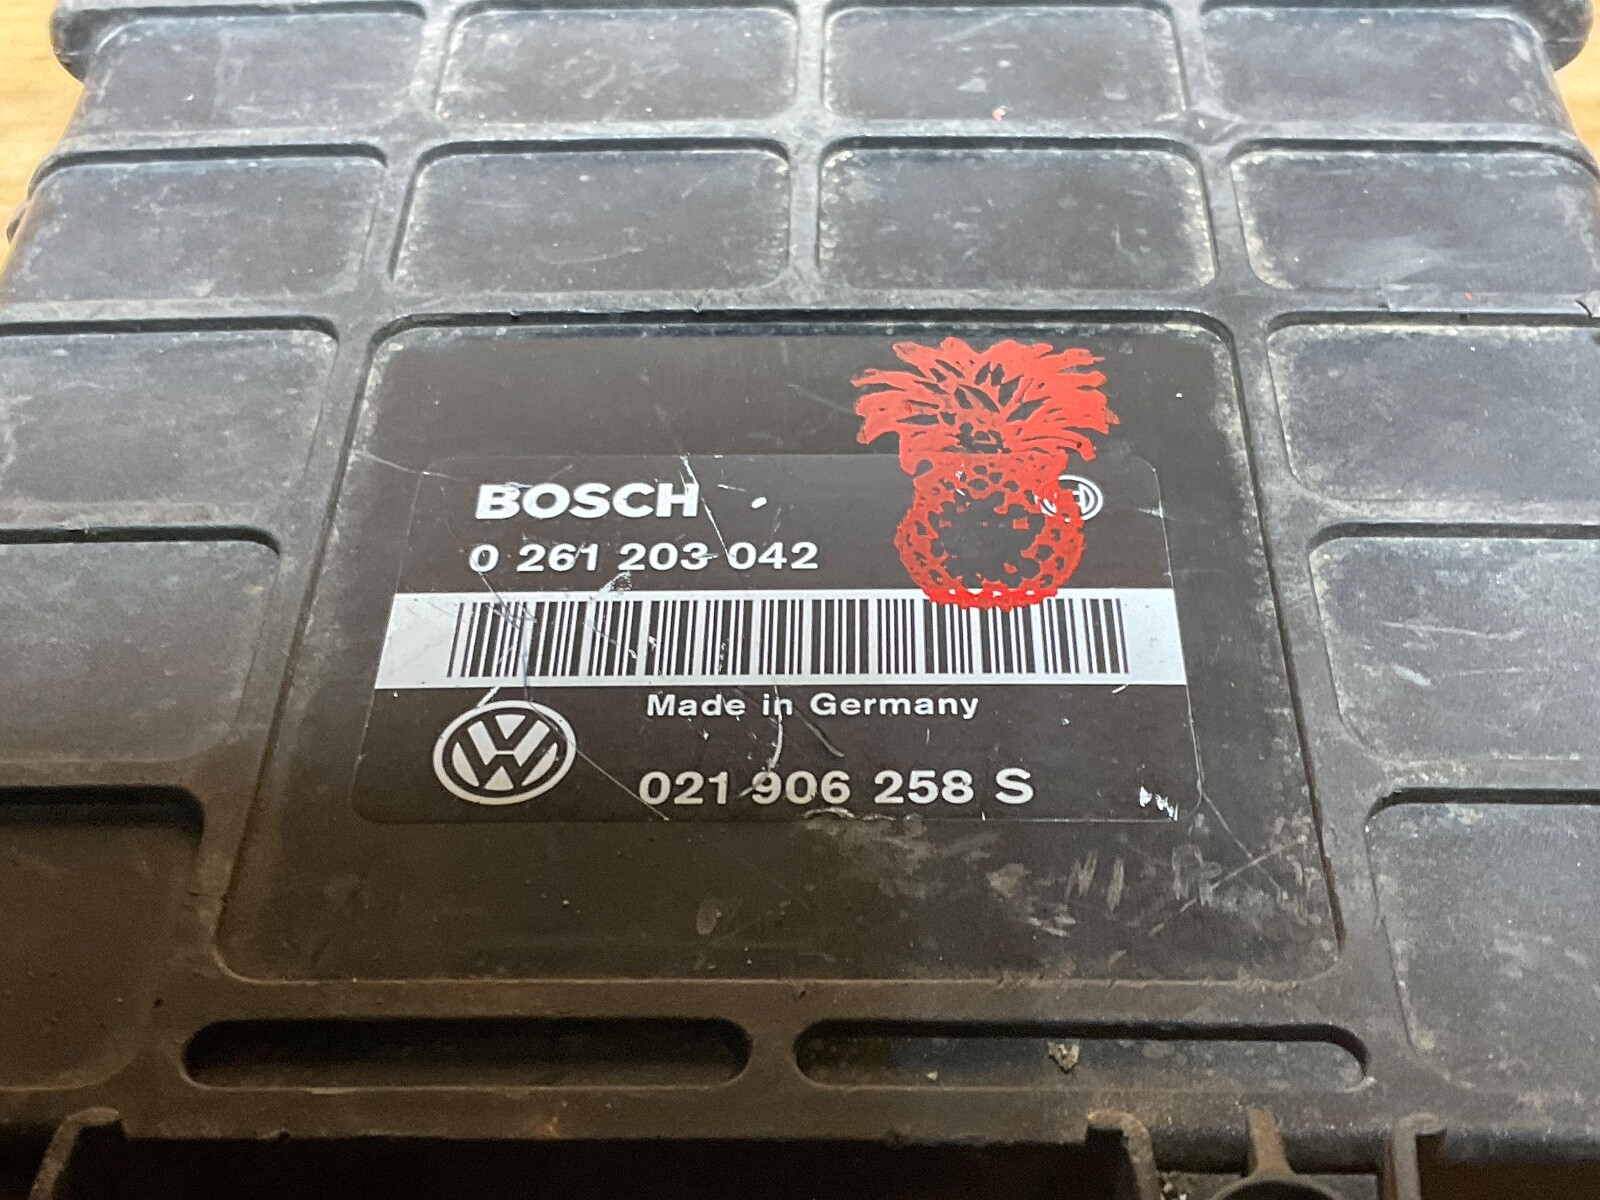 BOSCH
0 261 203 042
Made in Germany
021 906 258 S